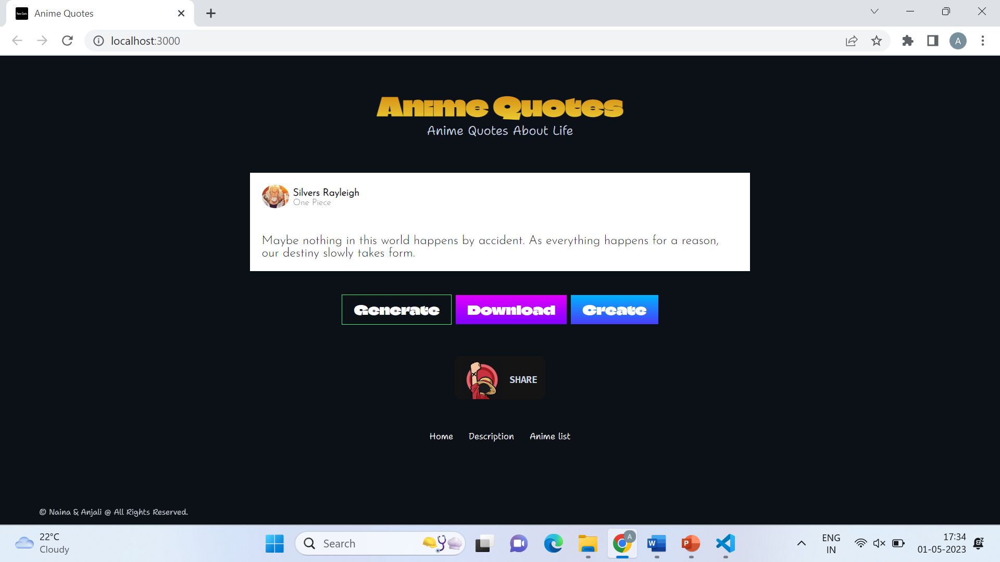 Anime Quotes
localhost:3000
A
Anime Quotes
Anime Quotes About Life
Silvers Rayleigh
One Piece
Maybe nothing in this world happens by accident. As everything happens for a reason,
our destiny slowly takes form.
Generate Download Create
SHARE
Home Description Anime list
© Naina & Anjali @ All Rights Reserved.
22°C
Cloudy
Search
A
W
P
ENG
IN
17:34
01-05-2023